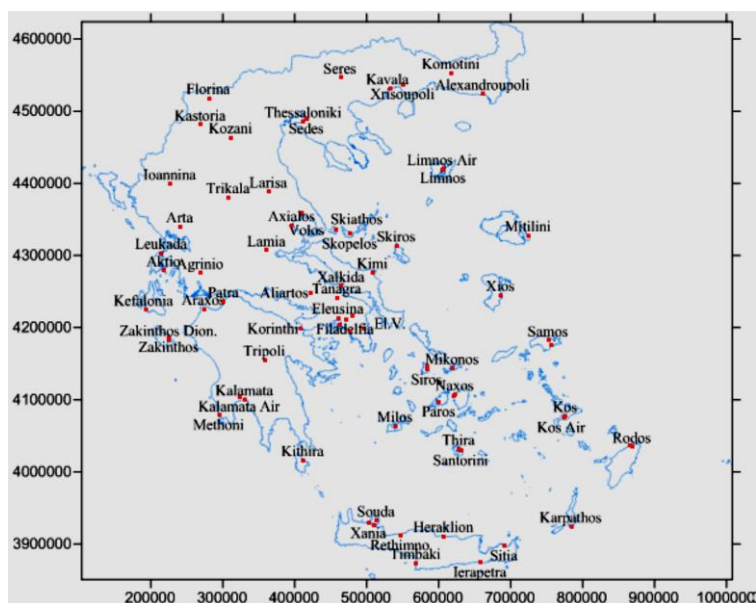 4600000
Komotini
Seres
Kavala
Alexandroupoli
Xrisoupoli
Florina
4500000
Kastoria
Thessaloniki
Sedes
Kozani
Limnos Air
Limnos
4400000
Ioannina
Larisa
Trikala
Arta
Axialos
Volos
Skiathos
Mitilini
Skopelos
Skiros
4300000
Leukada
Lamia
Aktio
Agrinio
Kimi
Xalkida
Tanagra
Aliartos
Xios
Kefalonia
Patra
Araxos
Eleusina
4200000
Zakinthos Dion.
Korinthi
Filadelfia
El.V.
Samos
Zakinthos
Tripoli
Mikonos
Siros
Naxos
4100000
Kalamata
Kalamata Air
Methoni
Paros
Milos
Kos
Kos Air
Kithira
Thira
Santorini
Rodos
4000000
Souda
Xania
Heraklion
Karpathos
3900000
Rethimno
Timbaki
Sitia
Ierapetra
200000 300000 400000 500000 600000 700000 800000 900000 1000000